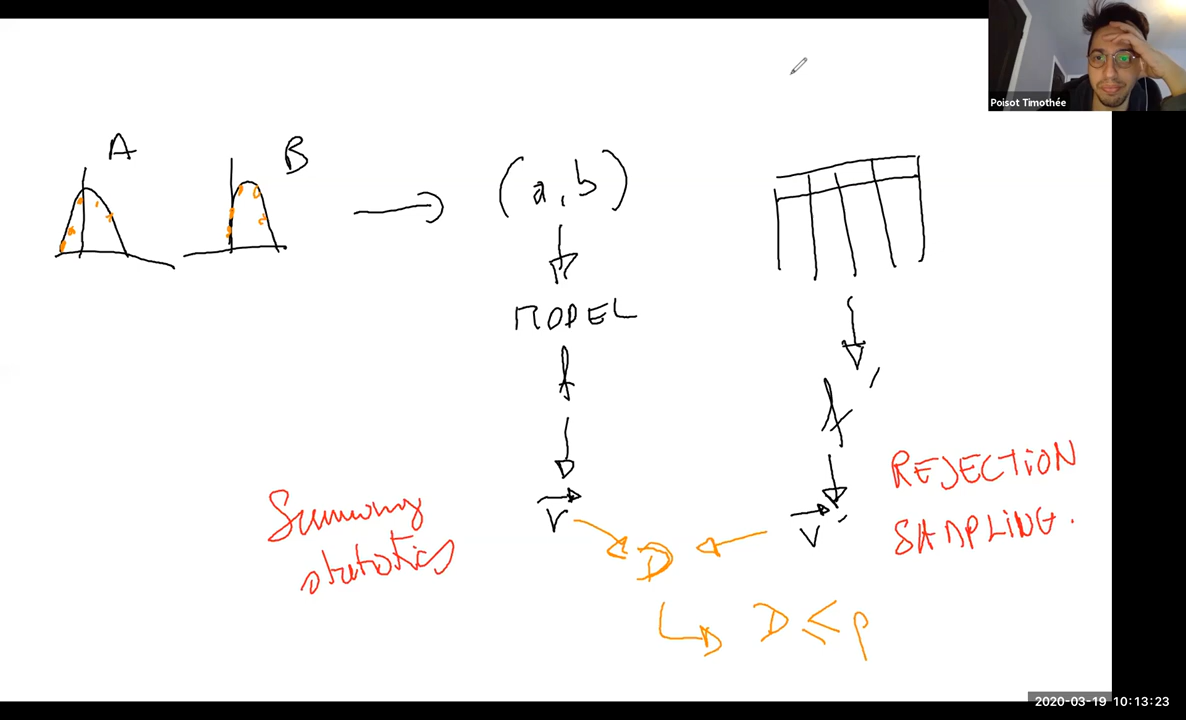 Poisot Timothée
A
B
(a, b)
MODEL
A
A'
v
v'
Summary
statistics
REJECTION
SAMPLING.
D
D ≤ ρ
2020-03-19 10:13:23